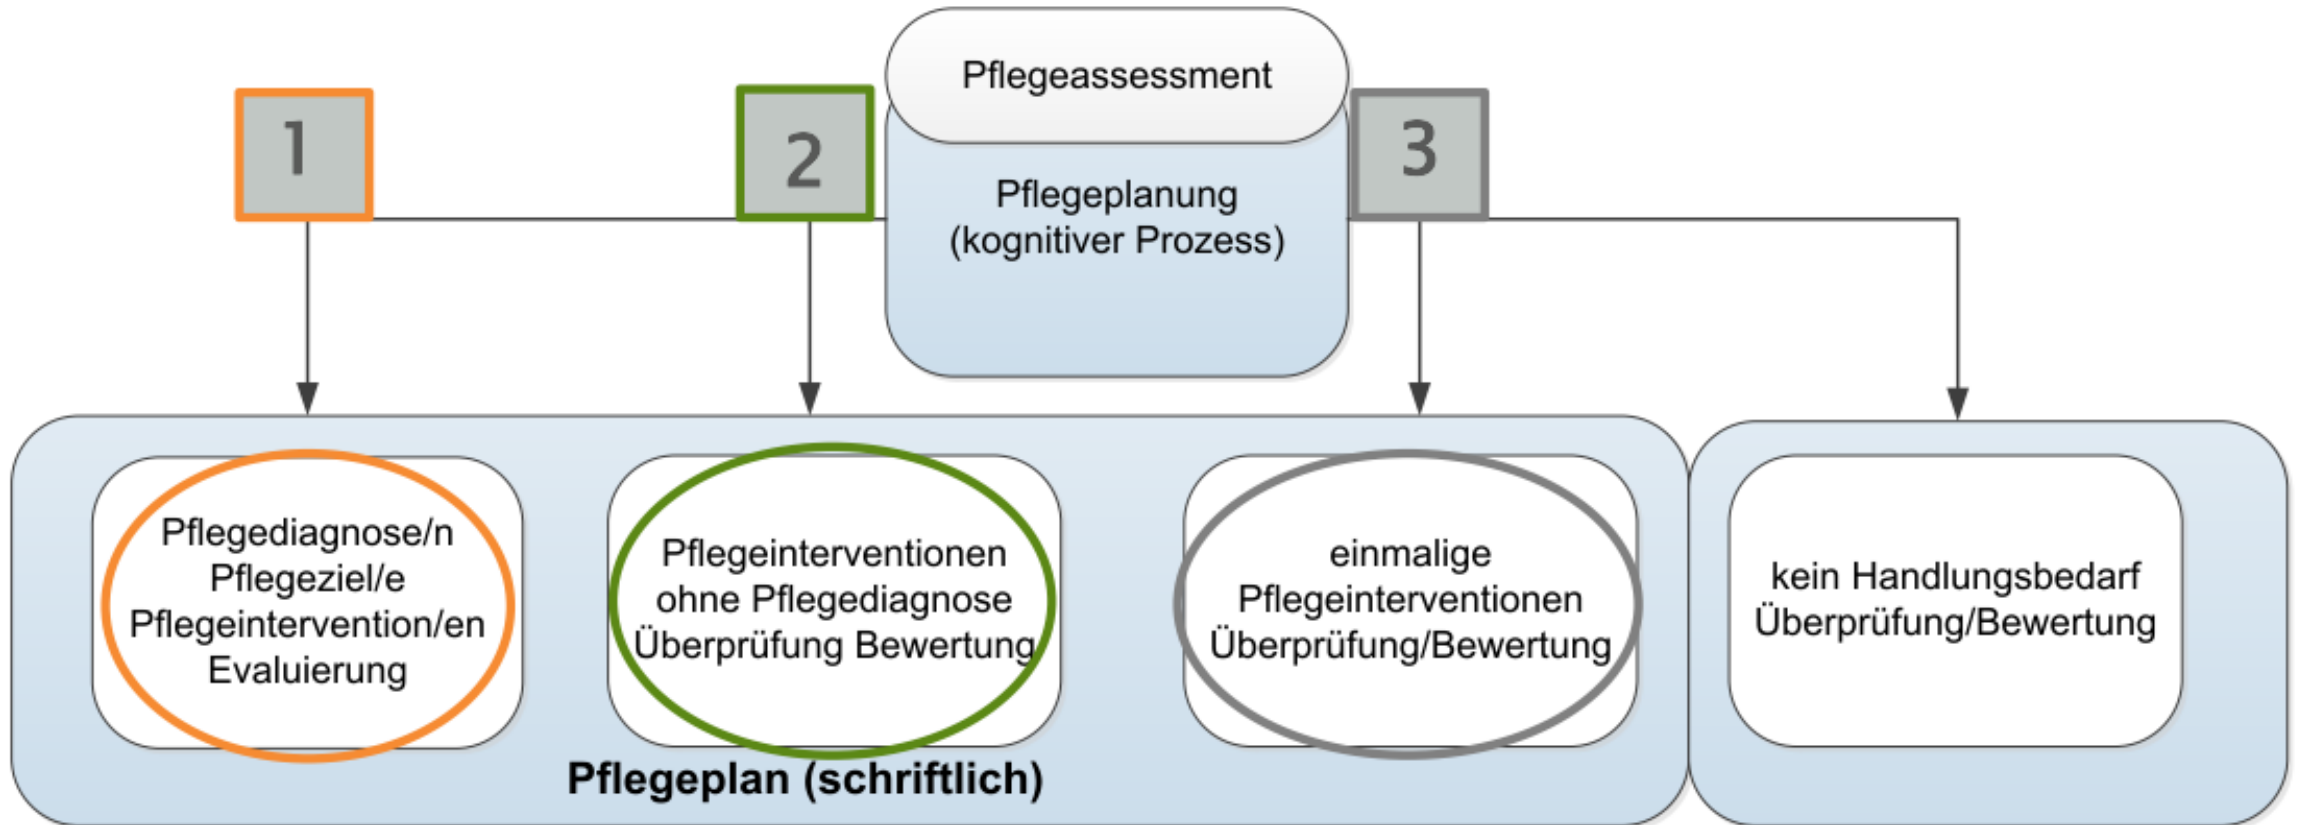 Pflegeassessment
1
2
3
Pflegeplanung
(kognitiver Prozess)
Pflegediagnose/n
Pflegeziel/e
Pflegeintervention/en
Evaluierung
Pflegeinterventionen
ohne Pflegediagnose
Überprüfung Bewertung
einmalige
Pflegeinterventionen
Überprüfung/Bewertung
kein Handlungsbedarf
Überprüfung/Bewertung
Pflegeplan (schriftlich)